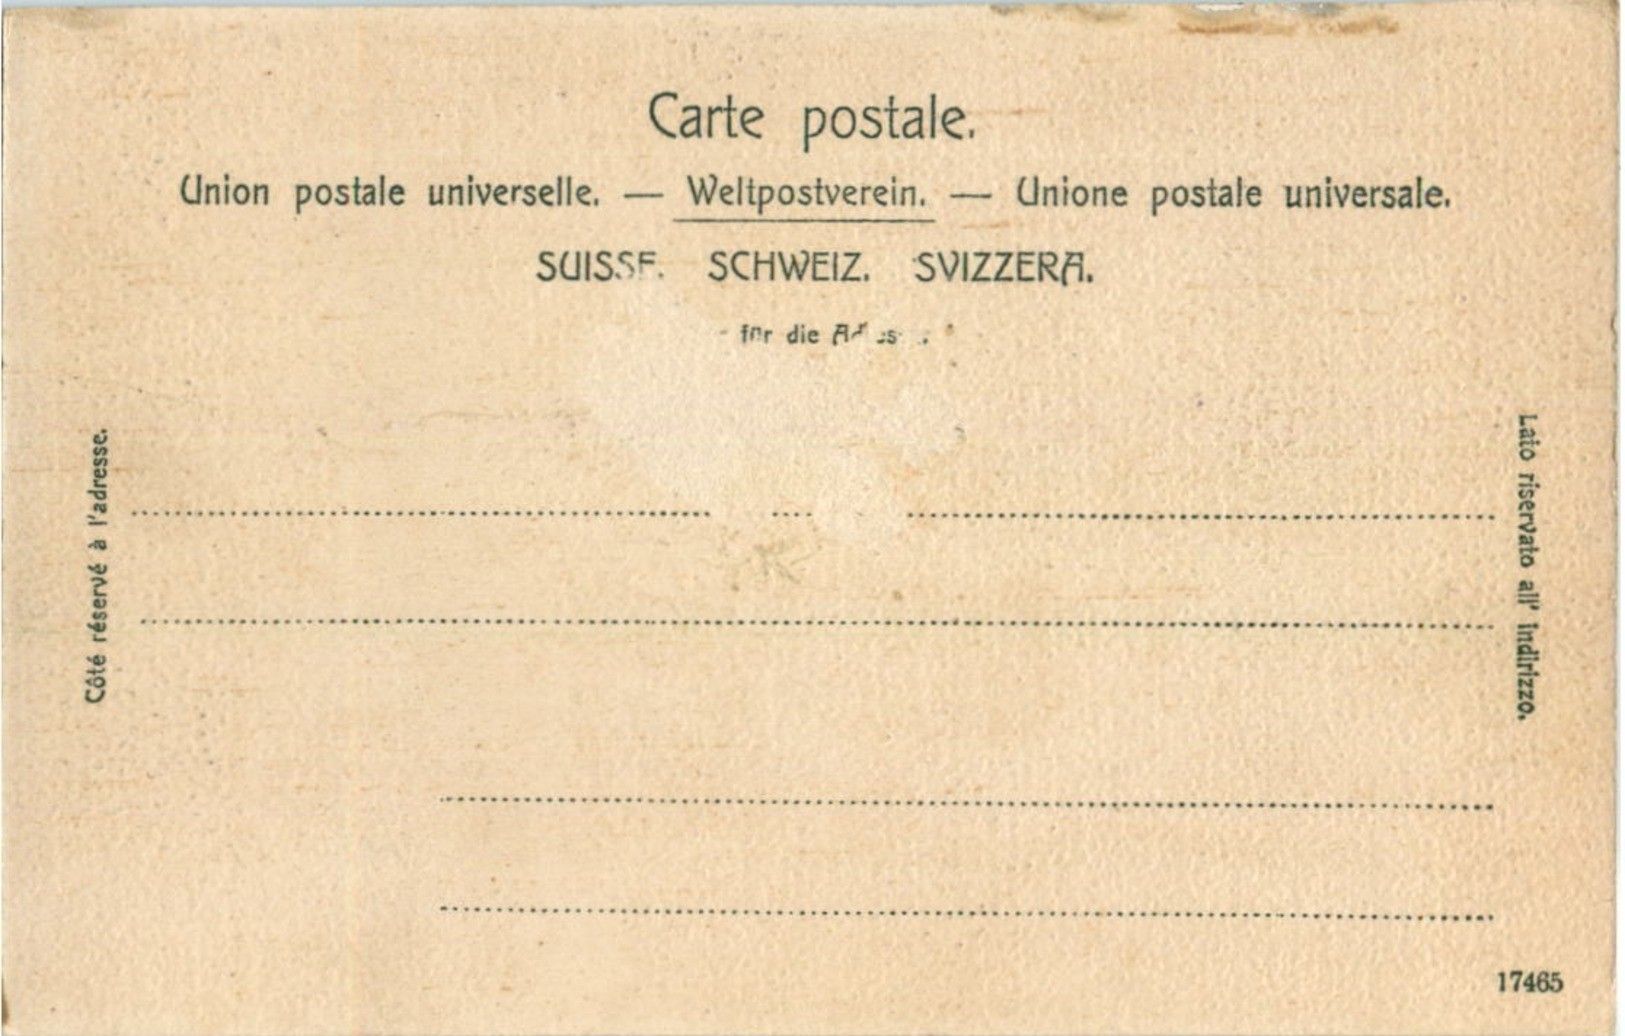 Carte postale.
Union postale universelle. — Weltpostverein. — Unione postale universale.
SUISSE. SCHWEIZ. SVIZZERA.
für die
Côté réservé à l'adresse.
Lato riservato all' indirizzo.
17465